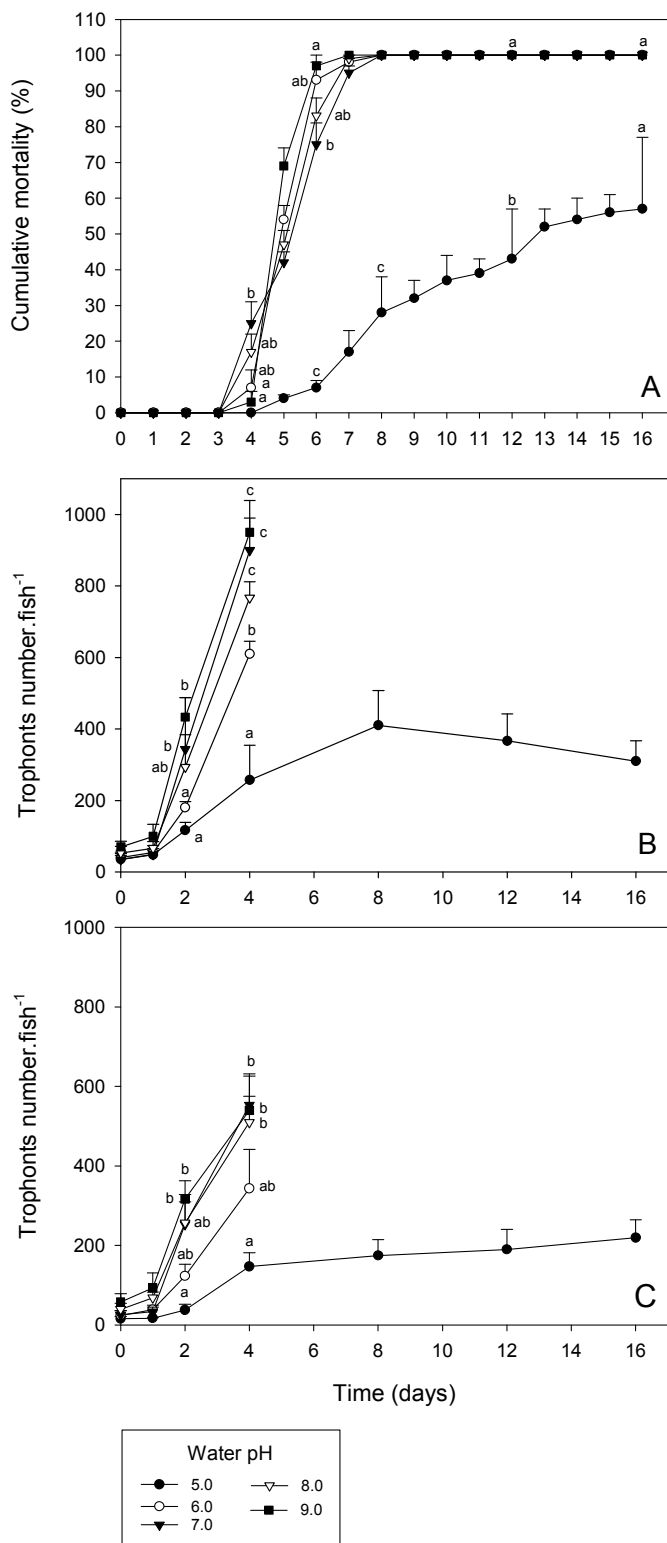 Cumulative mortality (%)
110
100
90
80
70
60
50
40
30
20
10
0
a
a
a
ab
ab
b
a
b
b
c
ab
ab
a
c
a
A
0 1 2 3 4 5 6 7 8 9 10 11 12 13 14 15 16
Trophonts number.fish⁻¹
1000
800
600
400
200
0
c
c
c
b
b
b
ab
a
a
a
B
0 2 4 6 8 10 12 14 16
Trophonts number.fish⁻¹
1000
800
600
400
200
0
b
b
b
b
b
ab
ab
ab
a
a
C
0 2 4 6 8 10 12 14 16
Time (days)
Water pH
5.0 8.0
6.0 9.0
7.0